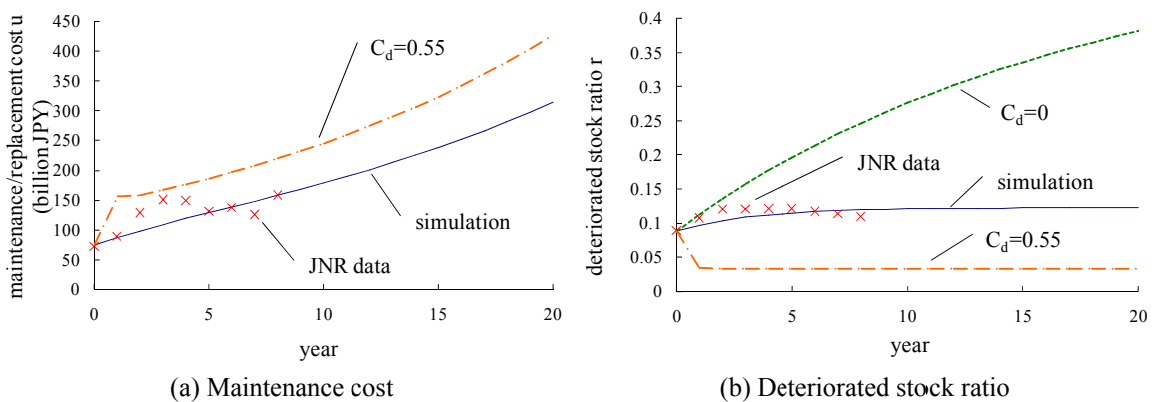 maintenance/replacement cost u
(billion JPY)
450
400
350
300
250
200
150
100
50
0
0
5
10
15
20
year
C_d=0.55
simulation
JNR data
(a) Maintenance cost
deteriorated stock ratio r
0.4
0.35
0.3
0.25
0.2
0.15
0.1
0.05
0
0
5
10
15
20
year
C_d=0
JNR data
simulation
C_d=0.55
(b) Deteriorated stock ratio